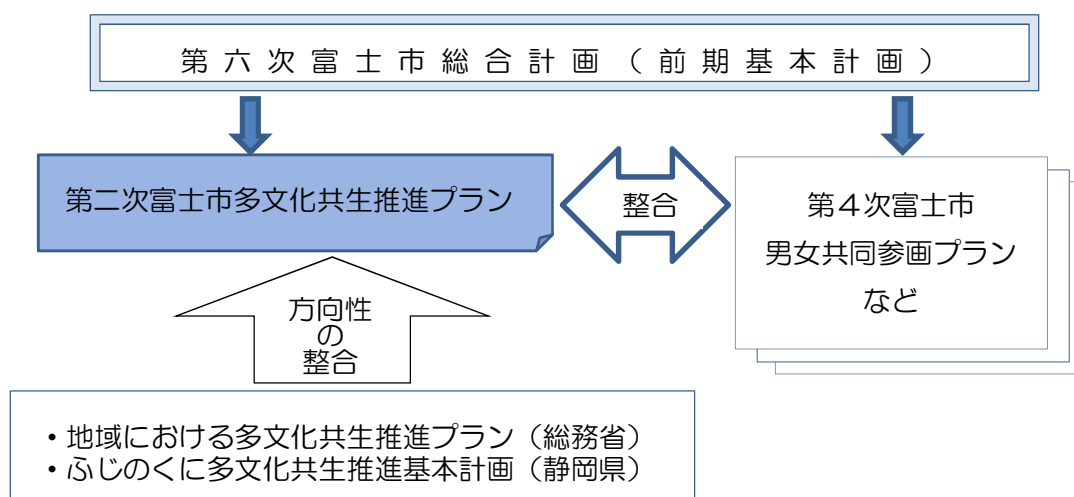 第六次富士市総合計画(前期基本計画)
第二次富士市多文化共生推進プラン
整合
第4次富士市
男女共同参画プラン
など
方向性
の
整合
・地域における多文化共生推進プラン(総務省)
・ふじのくに多文化共生推進基本計画(静岡県)